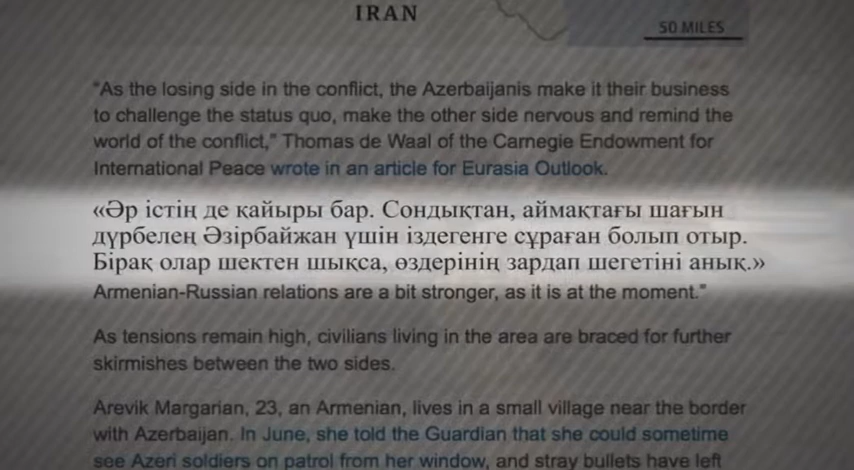 IRAN
50 MILES
"As the losing side in the conflict, the Azerbaijanis make it their business
to challenge the status quo, make the other side nervous and remind the
world of the conflict," Thomas de Waal of the Carnegie Endowment for
International Peace wrote in an article for Eurasia Outlook.
«Әр істің де қайыры бар. Сондықтан, аймақтағы шағын
дүрбелең Әзірбайжан үшін іздегенге сұраған болып отыр.
Бірақ олар шектен шықса, өздерінің зардап шегетіні анық.»
Armenian-Russian relations are a bit stronger, as it is at the moment."
As tensions remain high, civilians living in the area are braced for further
skirmishes between the two sides.
Arevik Margarian, 23, an Armenian, lives in a small village near the border
with Azerbaijan. In June, she told the Guardian that she could sometime
see Azeri soldiers on patrol from her window, and stray bullets have left